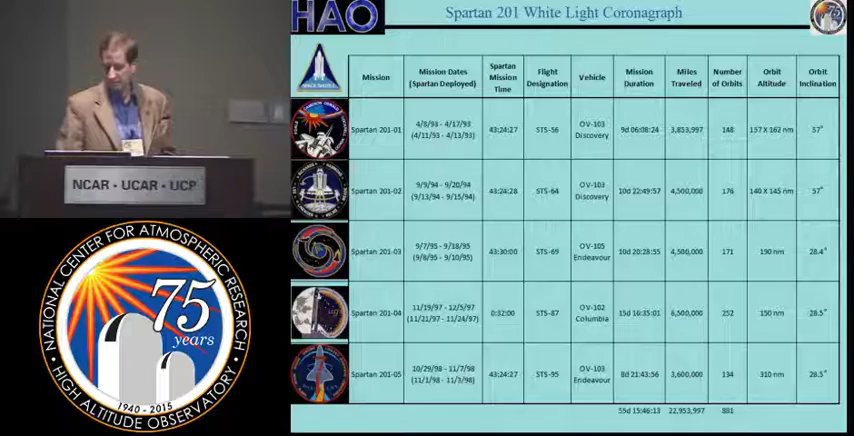 HAO
Spartan 201 White Light Coronagraph
Mission
Mission Dates
(Spartan Deployed)
Spartan
Mission
Time
Flight
Designation
Vehicle
Mission
Duration
Miles
Traveled
Number
of Orbits
Orbit
Altitude
Orbit
Inclination
Spartan 201-01
4/8/93 - 4/17/93
(4/11/93 - 4/13/93)
43:24:27
STS-56
OV-103
Discovery
9d 06:08:24
3,853,997
148
157 X 162 nm
57°
Spartan 201-02
9/9/94 - 9/20/94
(9/13/94 - 9/15/94)
43:24:28
STS-64
OV-103
Discovery
10d 22:49:57
4,500,000
176
140 X 145 nm
57°
Spartan 201-03
9/7/95 - 9/18/95
(9/8/95 - 9/10/95)
43:30:00
STS-69
OV-105
Endeavour
10d 20:28:55
4,500,000
171
190 nm
28.4°
Spartan 201-04
11/19/97 - 12/5/97
(11/21/97 - 11/24/97)
0:32:00
STS-87
OV-102
Columbia
15d 16:35:01
6,500,000
252
150 nm
28.5°
Spartan 201-05
10/29/98 - 11/7/98
(11/1/98 - 11/3/98)
43:24:27
STS-95
OV-103
Endeavour
8d 21:43:56
3,600,000
134
310 nm
28.5°
55d 15:46:13
22,953,997
881
NCAR - UCAR - UCP
NATIONAL CENTER FOR ATMOSPHERIC RESEARCH
75
years
1940 - 2015
HIGH ALTITUDE OBSERVATORY